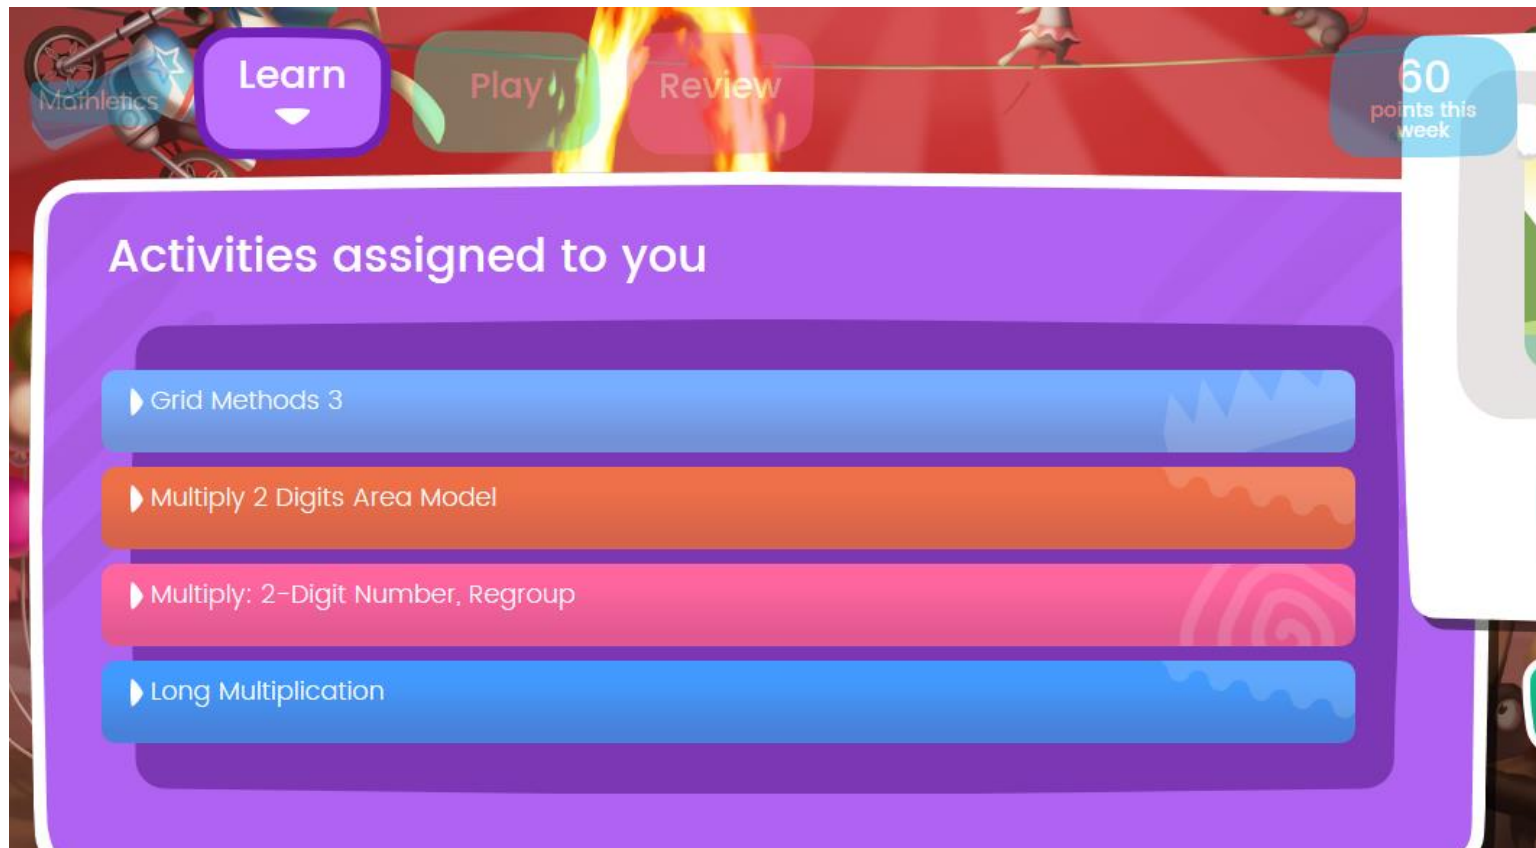 Mathletics
Learn
Play
Review
60
points this
week
Activities assigned to you
Grid Methods 3
Multiply 2 Digits Area Model
Multiply: 2-Digit Number, Regroup
Long Multiplication